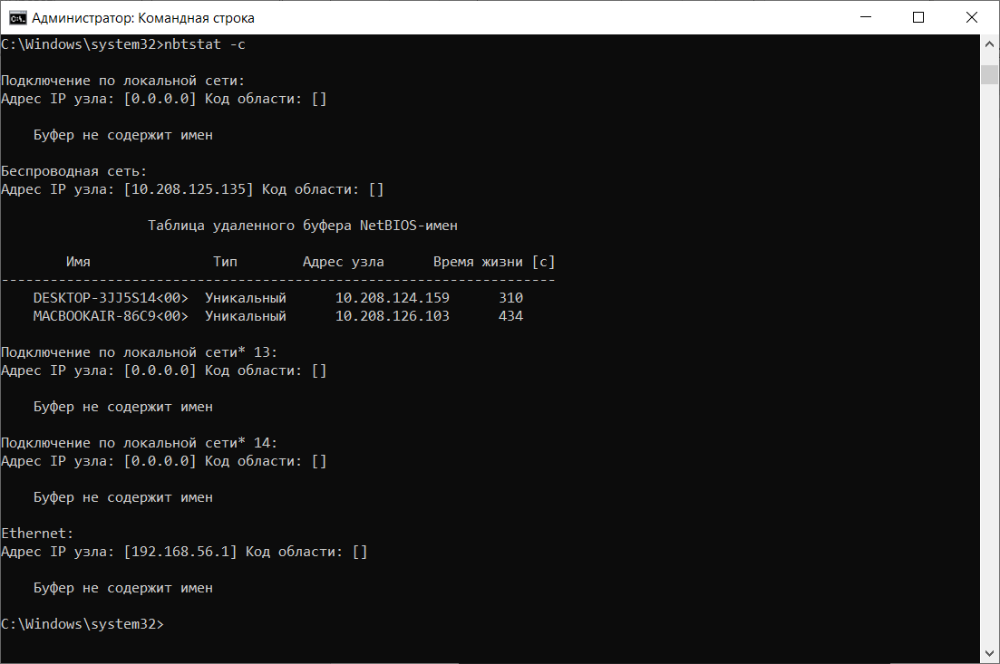 Администратор: Командная строка
C:\Windows\system32>nbtstat -c
Подключение по локальной сети:
Адрес IP узла: [0.0.0.0] Код области: []
Буфер не содержит имен
Беспроводная сеть:
Адрес IP узла: [10.208.125.135] Код области: []
Таблица удаленного буфера NetBIOS-имен
Имя Тип Адрес узла Время жизни [с]
--------------------------------------------------------------------
DESKTOP-3JJ5S14<00> Уникальный 10.208.124.159 310
MACBOOKAIR-86C9<00> Уникальный 10.208.126.103 434
Подключение по локальной сети* 13:
Адрес IP узла: [0.0.0.0] Код области: []
Буфер не содержит имен
Подключение по локальной сети* 14:
Адрес IP узла: [0.0.0.0] Код области: []
Буфер не содержит имен
Ethernet:
Адрес IP узла: [192.168.56.1] Код области: []
Буфер не содержит имен
C:\Windows\system32>